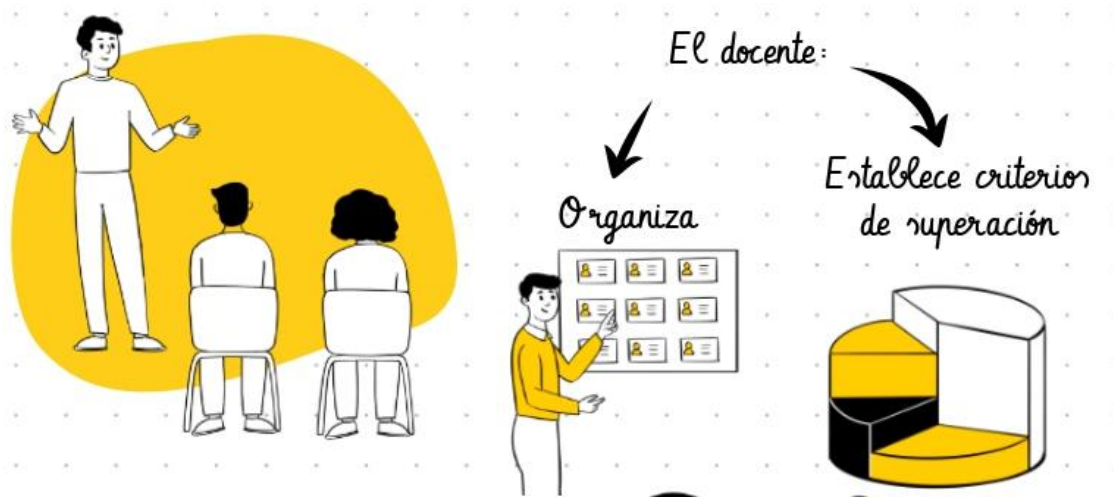 El docente:
Organiza
Establece criterios
de superación